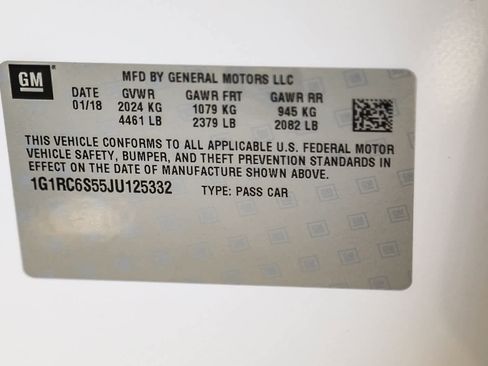 GM
MFD BY GENERAL MOTORS LLC
DATE GVWR GAWR FRT GAWR RR
01/18 2024 KG 1079 KG 945 KG
4461 LB 2379 LB 2082 LB
THIS VEHICLE CONFORMS TO ALL APPLICABLE U.S. FEDERAL MOTOR
VEHICLE SAFETY, BUMPER, AND THEFT PREVENTION STANDARDS IN
EFFECT ON THE DATE OF MANUFACTURE SHOWN ABOVE.
1G1RC6S55JU125332 TYPE: PASS CAR